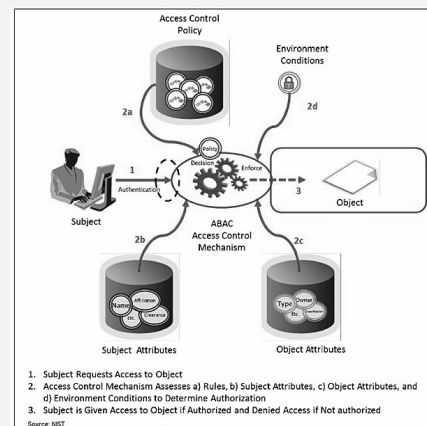 Access Control
Policy
Environment
Conditions
2a
2d
Policy
Decision
Enforce
1
Authentication
3
Subject
Object
ABAC
Access Control
Mechanism
2b
2c
Name
Affiliation
Etc.
Clearance
Type
Owner
Etc.
Subject Attributes
Object Attributes
1. Subject Requests Access to Object
2. Access Control Mechanism Assesses a) Rules, b) Subject Attributes, c) Object Attributes, and
d) Environment Conditions to Determine Authorization
3. Subject is Given Access to Object if Authorized and Denied Access if Not authorized
Source: NIST